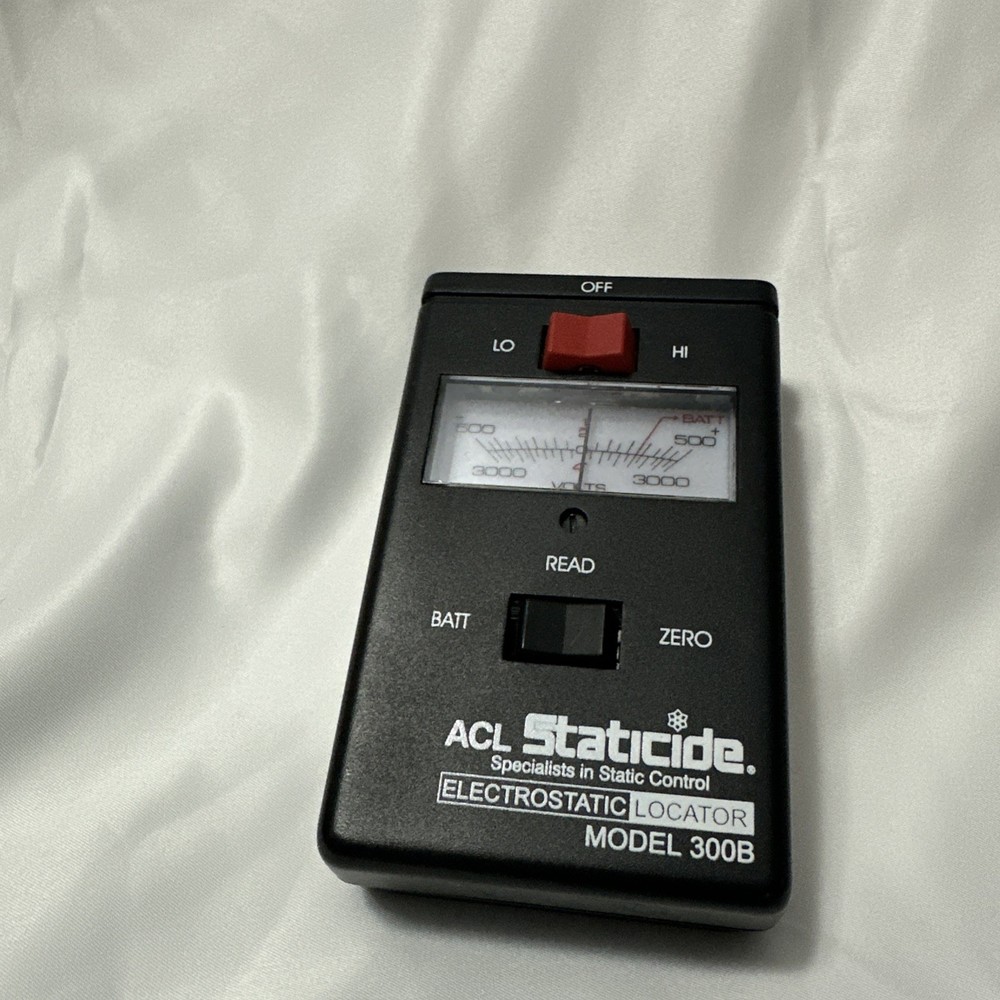 OFF
LO HI
BATT
- +
500 500
0
3000 3000
VOLTS
READ
BATT ZERO
ACL Staticide.
Specialists in Static Control
ELECTROSTATIC LOCATOR
MODEL 300B